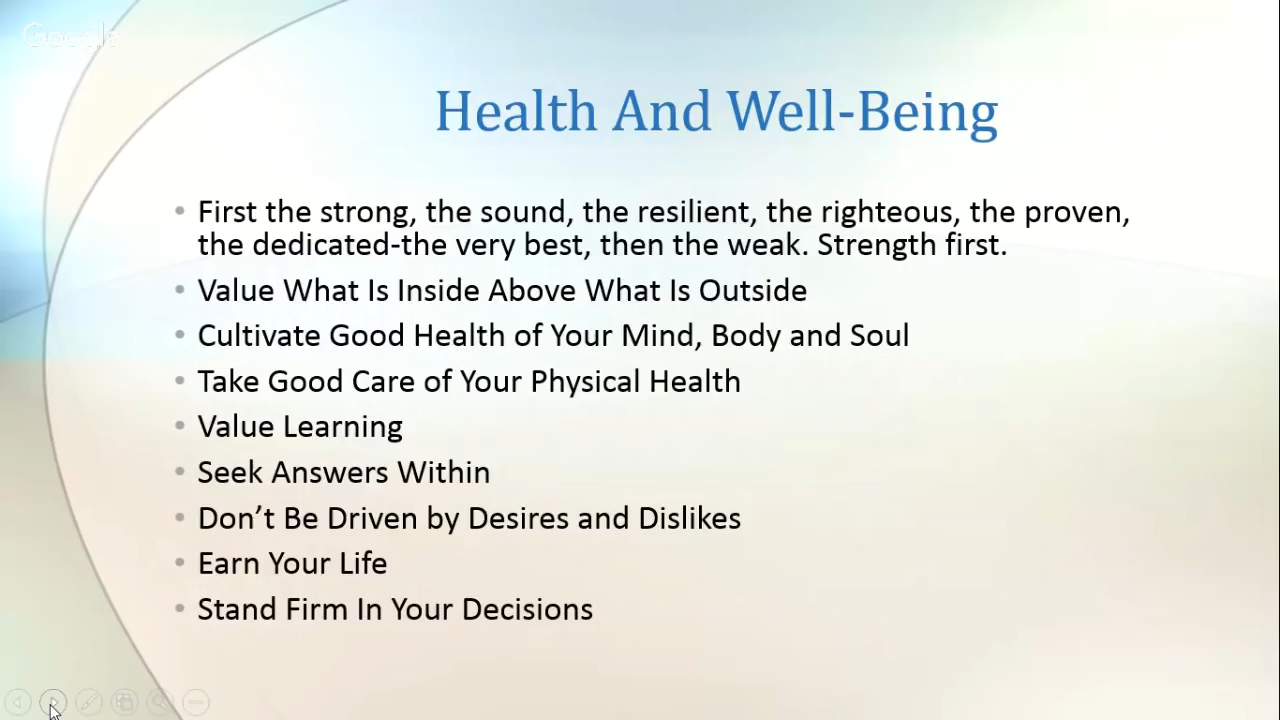 Google
Health And Well-Being
• First the strong, the sound, the resilient, the righteous, the proven,
the dedicated-the very best, then the weak. Strength first.
• Value What Is Inside Above What Is Outside
• Cultivate Good Health of Your Mind, Body and Soul
• Take Good Care of Your Physical Health
• Value Learning
• Seek Answers Within
• Don’t Be Driven by Desires and Dislikes
• Earn Your Life
• Stand Firm In Your Decisions